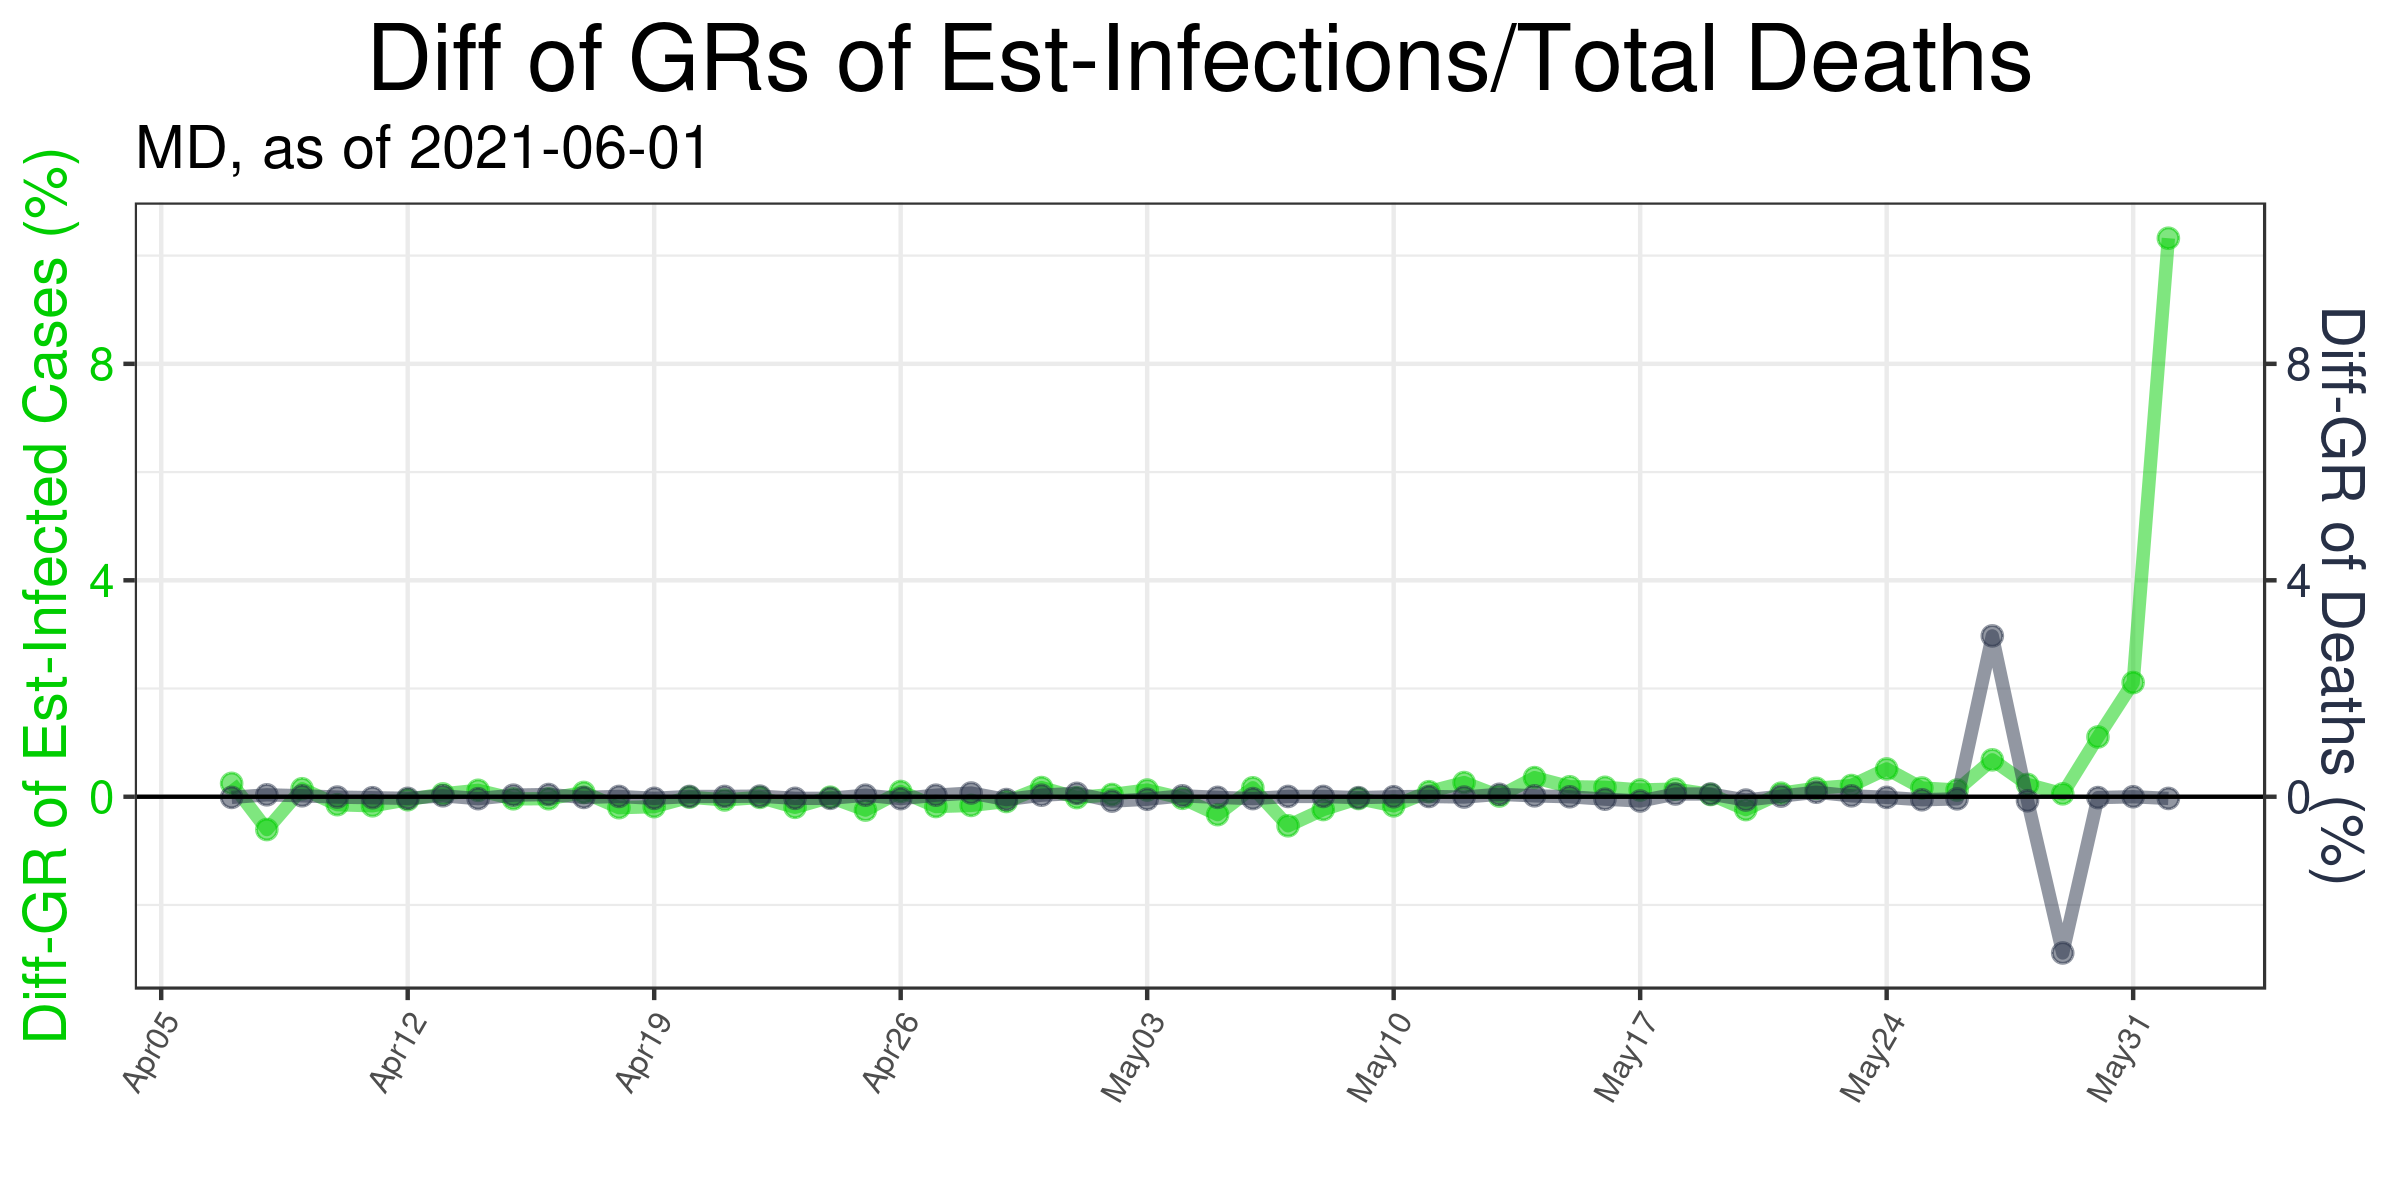 Diff of GRs of Est-Infections/Total Deaths
MD, as of 2021-06-01
Diff-GR of Est-Infected Cases (%)
8
4
0
8
4
0
Diff-GR of Deaths (%)
Apr05
Apr12
Apr19
Apr26
May03
May10
May17
May24
May31